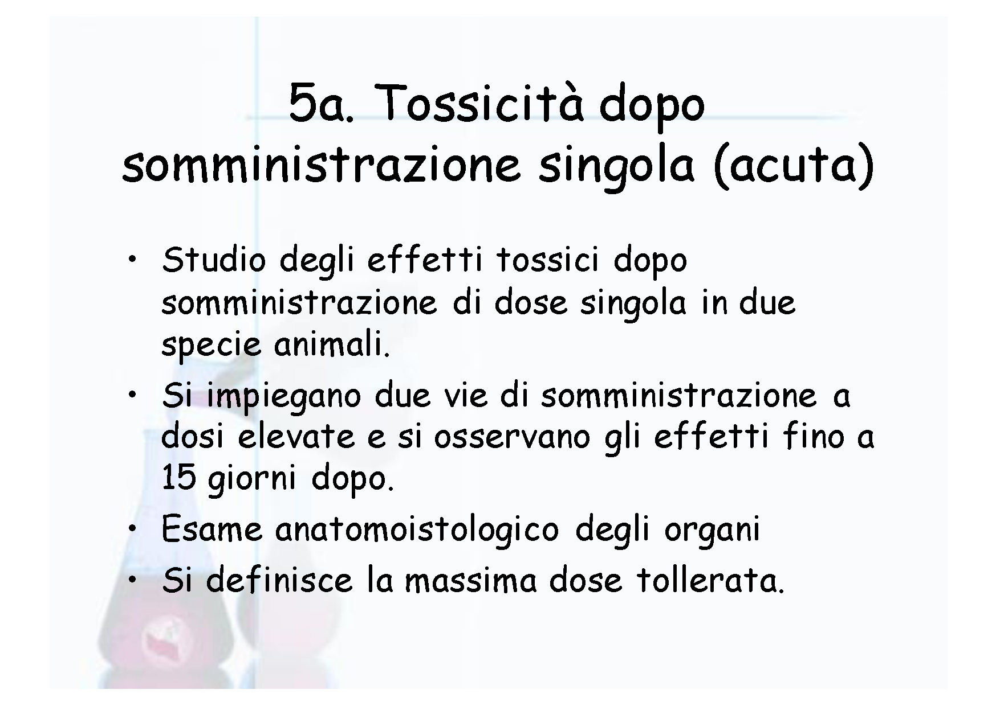 5a. Tossicità dopo
somministrazione singola (acuta)
• Studio degli effetti tossici dopo
somministrazione di dose singola in due
specie animali.
• Si impiegano due vie di somministrazione a
dosi elevate e si osservano gli effetti fino a
15 giorni dopo.
• Esame anatomoistologico degli organi
• Si definisce la massima dose tollerata.